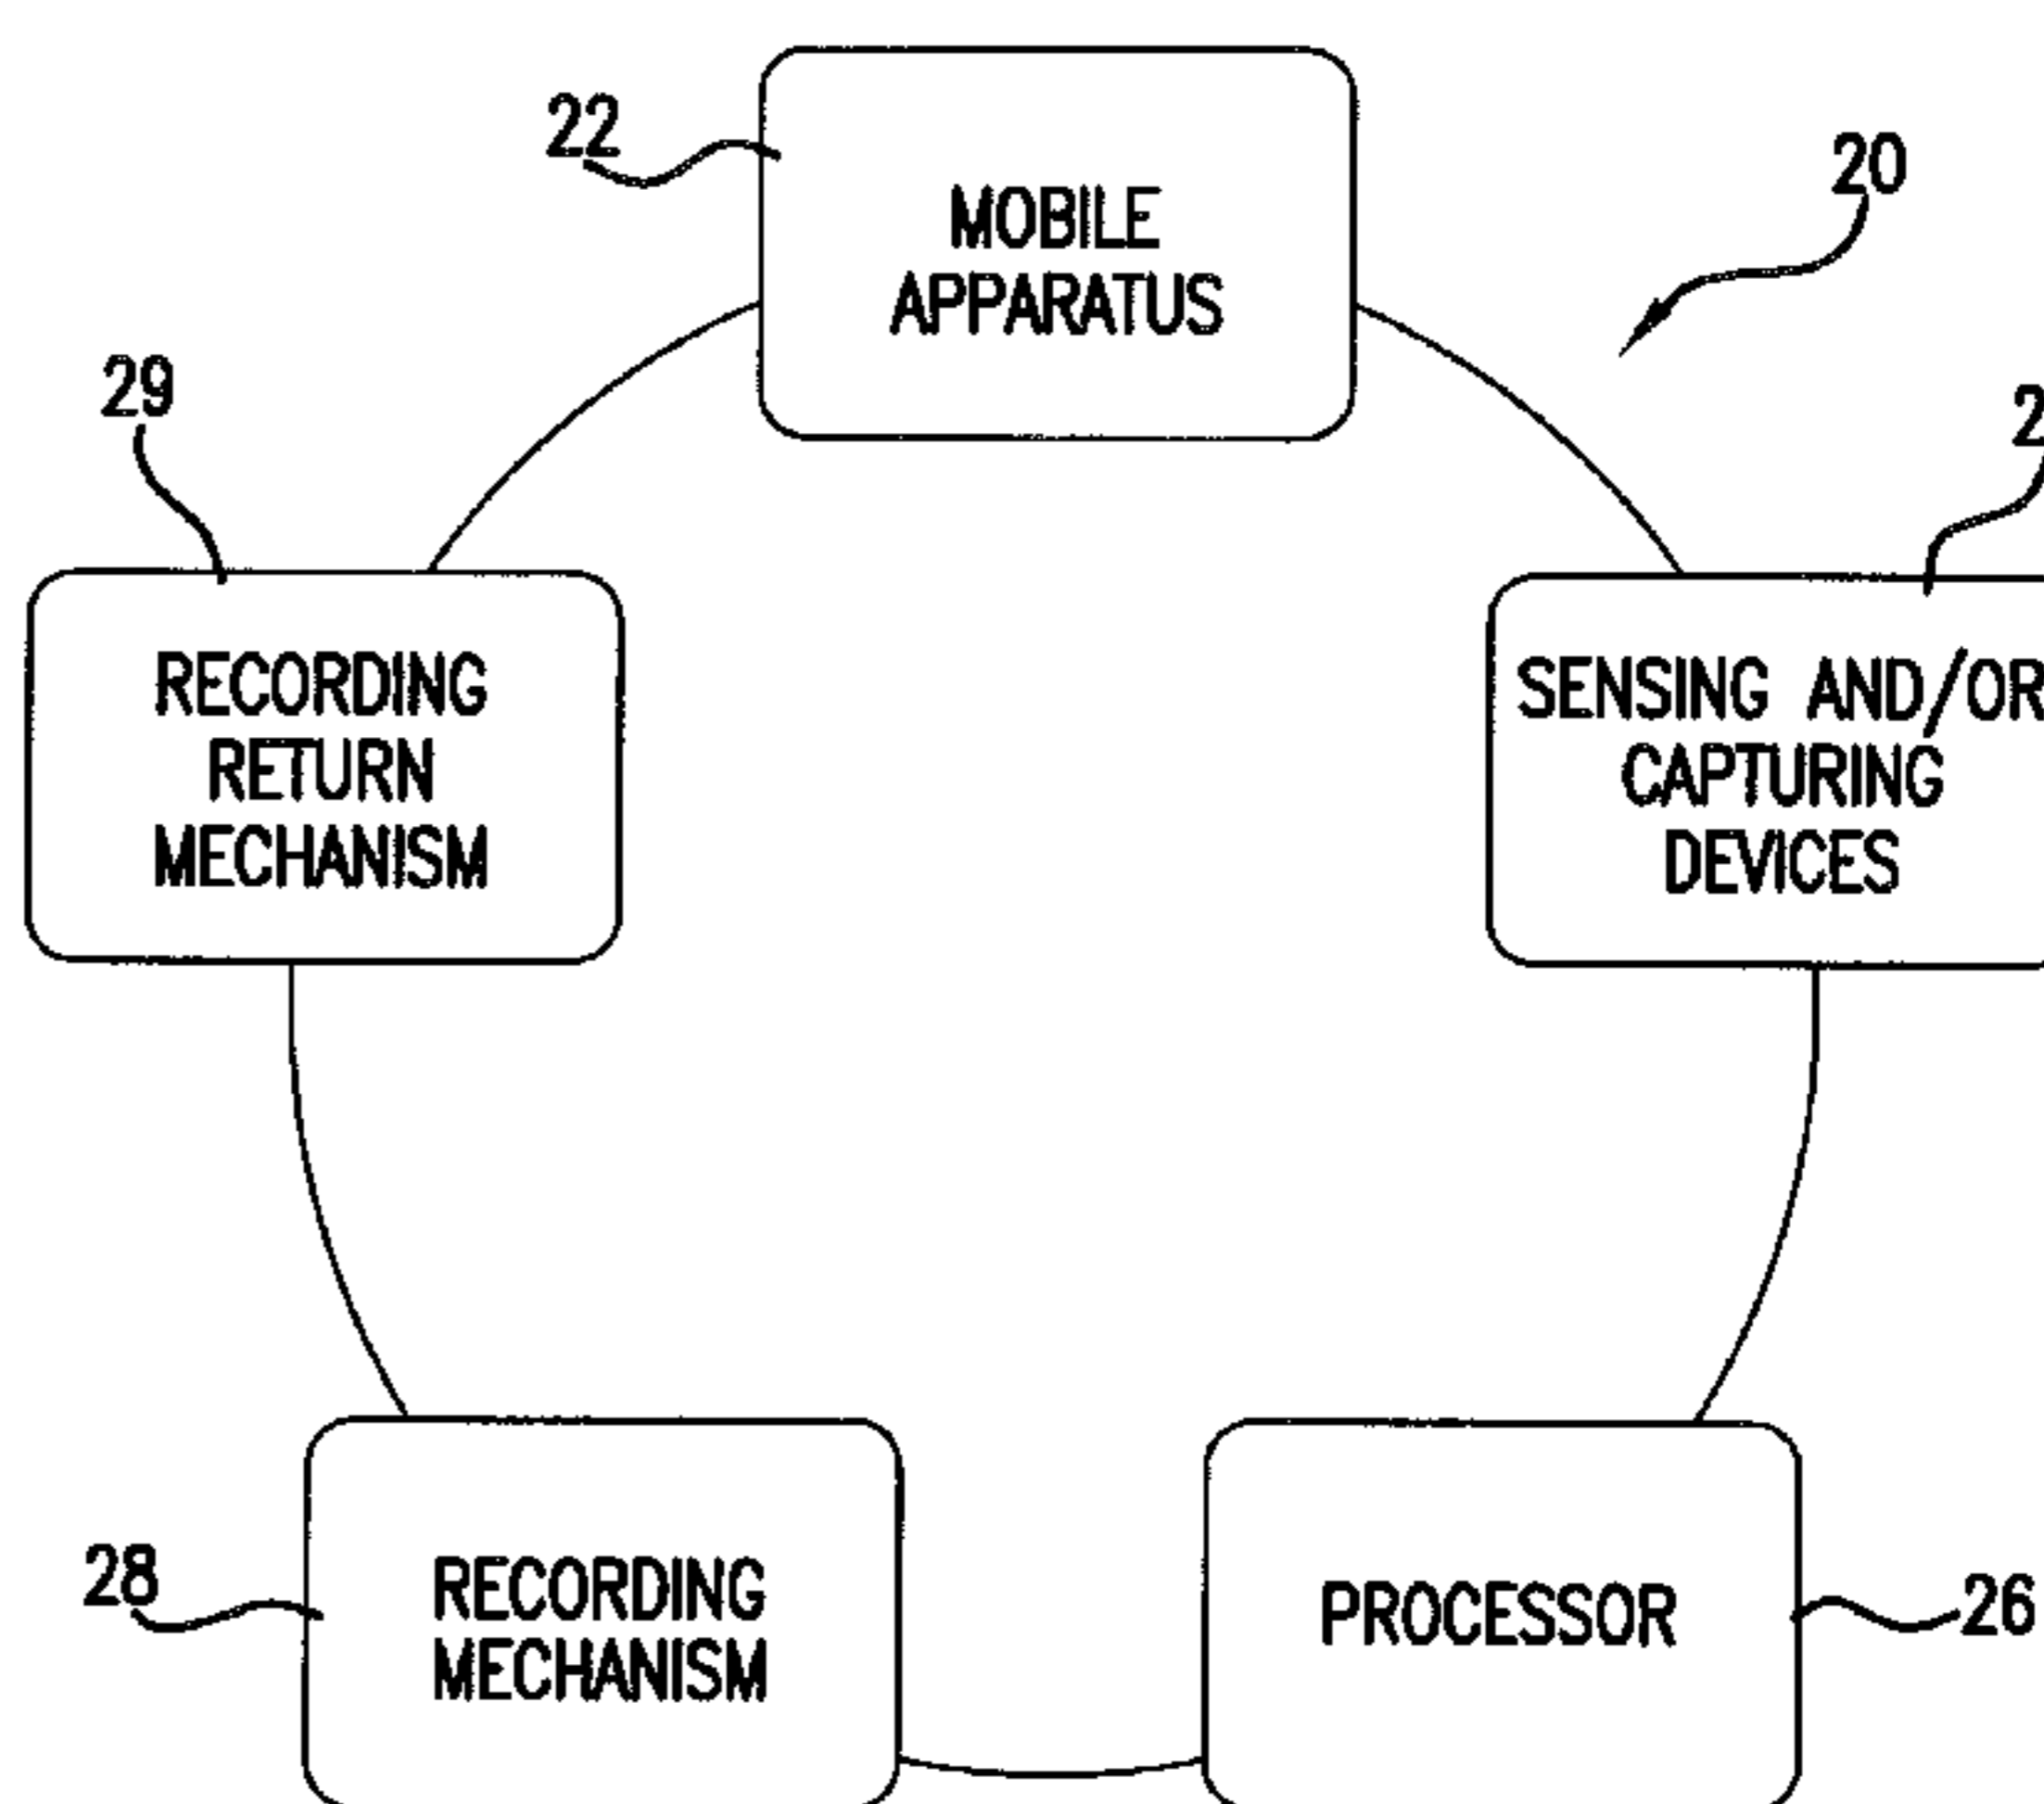 22
MOBILE
APPARATUS
20
29
RECORDING
RETURN
MECHANISM
SENSING AND/OR
CAPTURING
DEVICES
28
RECORDING
MECHANISM
PROCESSOR
26